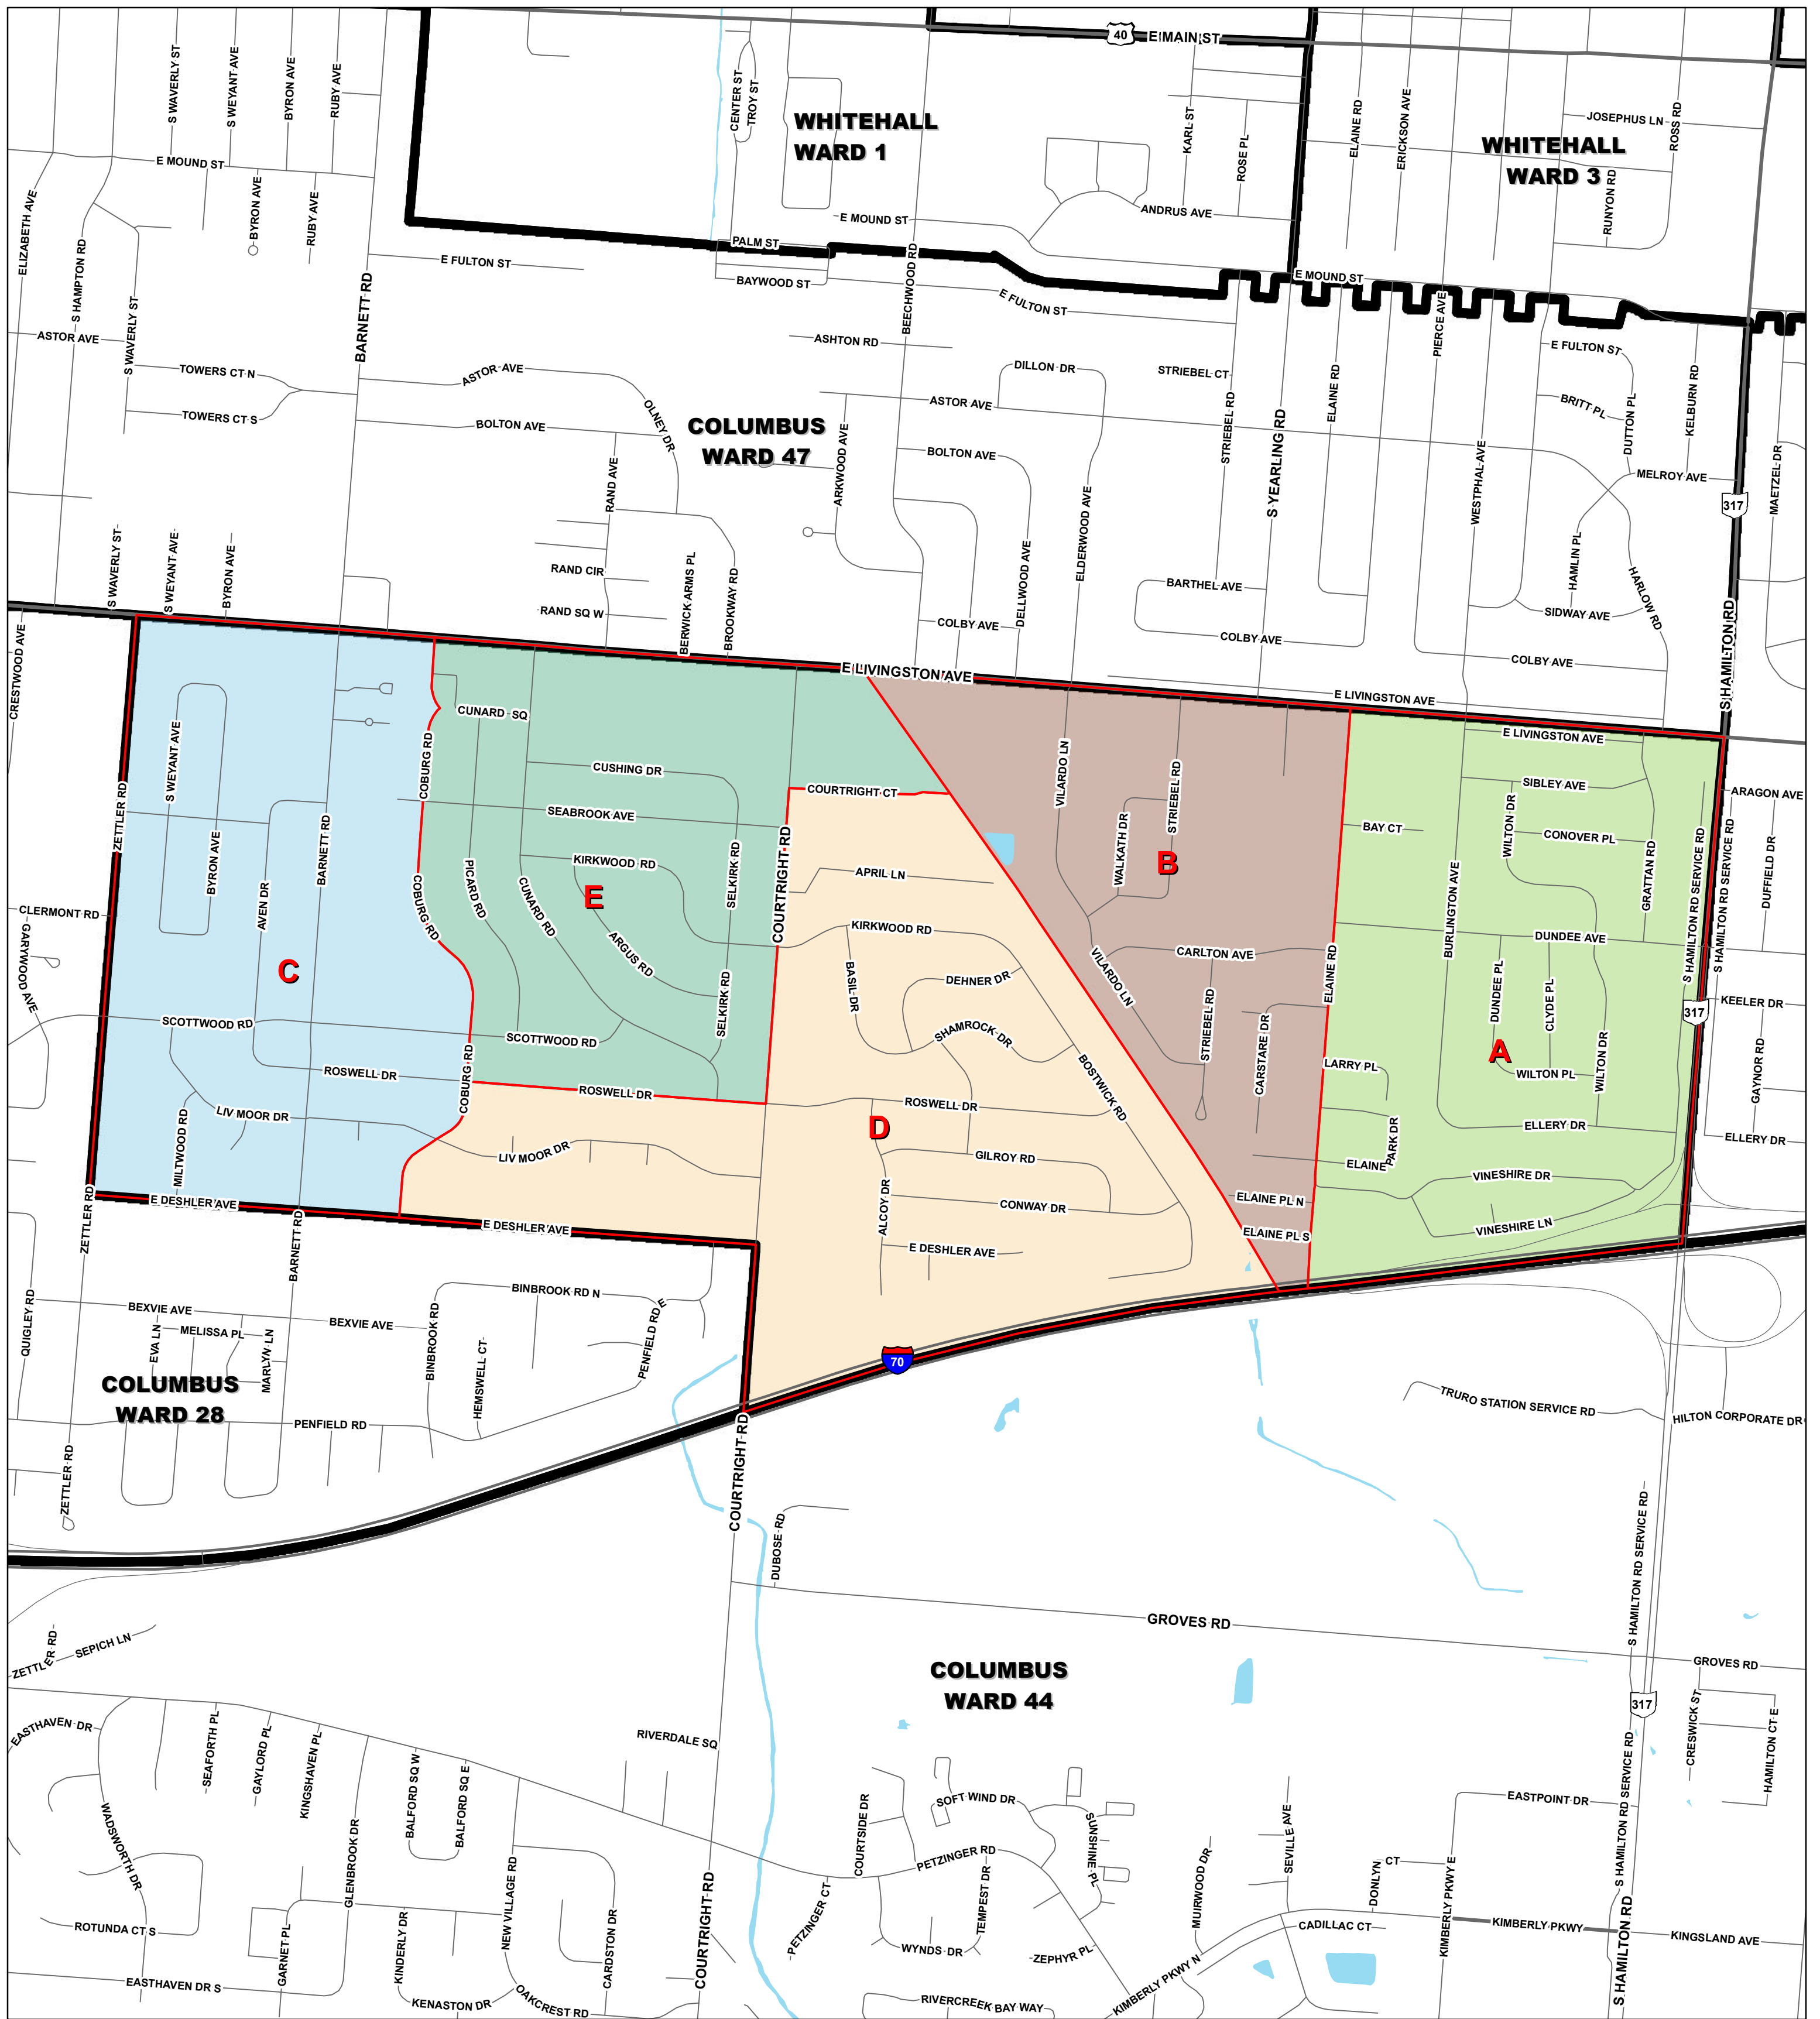 40
E MAIN ST
S WAVERLY ST
S WEYANT AVE
BYRON AVE
RUBY AVE
CENTER ST
TROY ST
WHITEHALL
WARD 1
KARL ST
ROSE PL
ELAINE RD
ERICKSON AVE
JOSEPHUS LN
ROSS RD
WHITEHALL
WARD 3
RUNYON RD
E MOUND ST
ELIZABETH AVE
S HAMPTON RD
BYRON AVE
RUBY AVE
E MOUND ST
ANDRUS AVE
PALM ST
E FULTON ST
BAYWOOD ST
BEECHWOOD RD
E FULTON ST
E MOUND ST
PIERCE AVE
S WAVERLY ST
BARNETT RD
ASTOR AVE
TOWERS CT N
TOWERS CT S
ASTOR AVE
BOLTON AVE
OLNEY DR
ASHTON RD
DILLON DR
STRIEBEL CT
STRIEBEL RD
S YEARLING RD
ELAINE RD
E FULTON ST
BRITT PL
DUTTON PL
KELBURN RD
MELROY AVE
MAETZEL DR
COLUMBUS
WARD 47
ASTOR AVE
ARKWOOD AVE
BOLTON AVE
RAND AVE
ELDERWOOD AVE
DELLWOOD AVE
WESTPHAL AVE
317
HAMLIN PL
HARLOW RD
S WAVERLY ST
S WEYANT AVE
BYRON AVE
RAND CIR
RAND SQ W
BERWICK ARMS PL
BROOKWAY RD
COLBY AVE
BARTHEL AVE
COLBY AVE
SIDWAY AVE
COLBY AVE
S HAMILTON RD
CRESTWOOD AVE
E LIVINGSTON AVE
E LIVINGSTON AVE
E LIVINGSTON AVE
CUNARD SQ
COBURG RD
S WEYANT AVE
BYRON AVE
ZETTLER RD
BARNETT RD
AVEN DR
CUSHING DR
SEABROOK AVE
KIRKWOOD RD
PICARD RD
CUNARD RD
E
ARGUS RD
SELKIRK RD
SELKIRK RD
COURTRIGHT CT
COURTRIGHT RD
APRIL LN
KIRKWOOD RD
VILARDO LN
STRIEBEL RD
WALKATH DR
B
BAY CT
SIBLEY AVE
WILTON DR
CONOVER PL
GRATTAN RD
BURLINGTON AVE
S HAMILTON RD SERVICE RD
S HAMILTON RD SERVICE RD
ARAGON AVE
DUFFIELD DR
CLERMONT RD
GARYWOOD AVE
C
COBURG RD
BASIL DR
DEHNER DR
SHAMROCK DR
BOSTWICK RD
VILARDO LN
CARLTON AVE
STRIEBEL RD
CARSTARE DR
ELAINE RD
DUNDEE AVE
DUNDEE PL
CLYDE PL
A
WILTON PL
WILTON DR
KEELER DR
317
GAYNOR RD
SCOTTWOOD RD
SCOTTWOOD RD
ROSWELL DR
COBURG RD
ROSWELL DR
ROSWELL DR
D
LARRY PL
PARK DR
ELAINE
ELLERY DR
ELLERY DR
LIV MOOR DR
MILTWOOD RD
LIV MOOR DR
GILROY RD
ALCOY DR
CONWAY DR
ELAINE PL N
ELAINE PL S
VINESHIRE DR
VINESHIRE LN
E DESHLER AVE
E DESHLER AVE
E DESHLER AVE
ZETTLER RD
BARNETT RD
QUIGLEY RD
BEXVIE AVE
BEXVIE AVE
EVA LN
MELISSA PL
MARLYN LN
BINBROOK RD N
BINBROOK RD
HEMSWELL CT
PENFIELD RD E
COLUMBUS
WARD 28
PENFIELD RD
ZETTLER RD
70
COURTRIGHT RD
TRURO STATION SERVICE RD
HILTON CORPORATE DR
DUBOSE RD
GROVES RD
S HAMILTON RD SERVICE RD
GROVES RD
ZETTLER RD
SEPICH LN
COLUMBUS
WARD 44
317
CRESWICK ST
HAMILTON CT E
EASTHAVEN DR
SEAFORTH PL
GAYLORD PL
KINGSHAVEN PL
BALFORD SQ W
BALFORD SQ E
RIVERDALE SQ
WADSWORTH DR
GLENBROOK DR
NEW VILLAGE RD
COURTSIDE DR
SOFT WIND DR
SUNSHINE PL
PETZINGER RD
PETZINGER CT
TEMPEST DR
MUIRWOOD DR
SEVILLE AVE
DONLYN CT
EASTPOINT DR
KIMBERLY PKWY E
S HAMILTON RD SERVICE RD
ROTUNDA CT S
GARNET PL
KINDERLY DR
CARDSTON DR
COURTRIGHT RD
WYNDS DR
ZEPHYR PL
CADILLAC CT
KIMBERLY PKWY
KINGSLAND AVE
S HAMILTON RD
EASTHAVEN DR S
KENASTON DR
OAKCREST RD
RIVERCREEK BAY WAY
KIMBERLY PKWY N